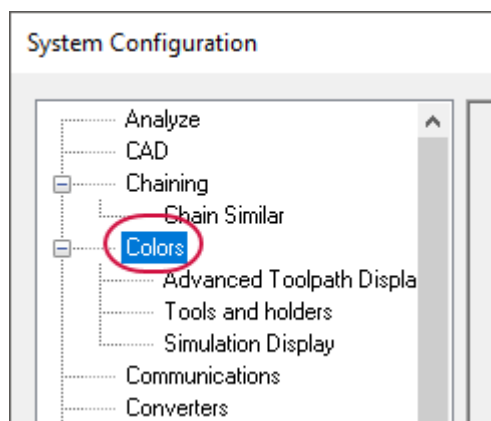 System Configuration
Analyze
CAD
Chaining
Chain Similar
Colors
Advanced Toolpath Displa
Tools and holders
Simulation Display
Communications
Converters